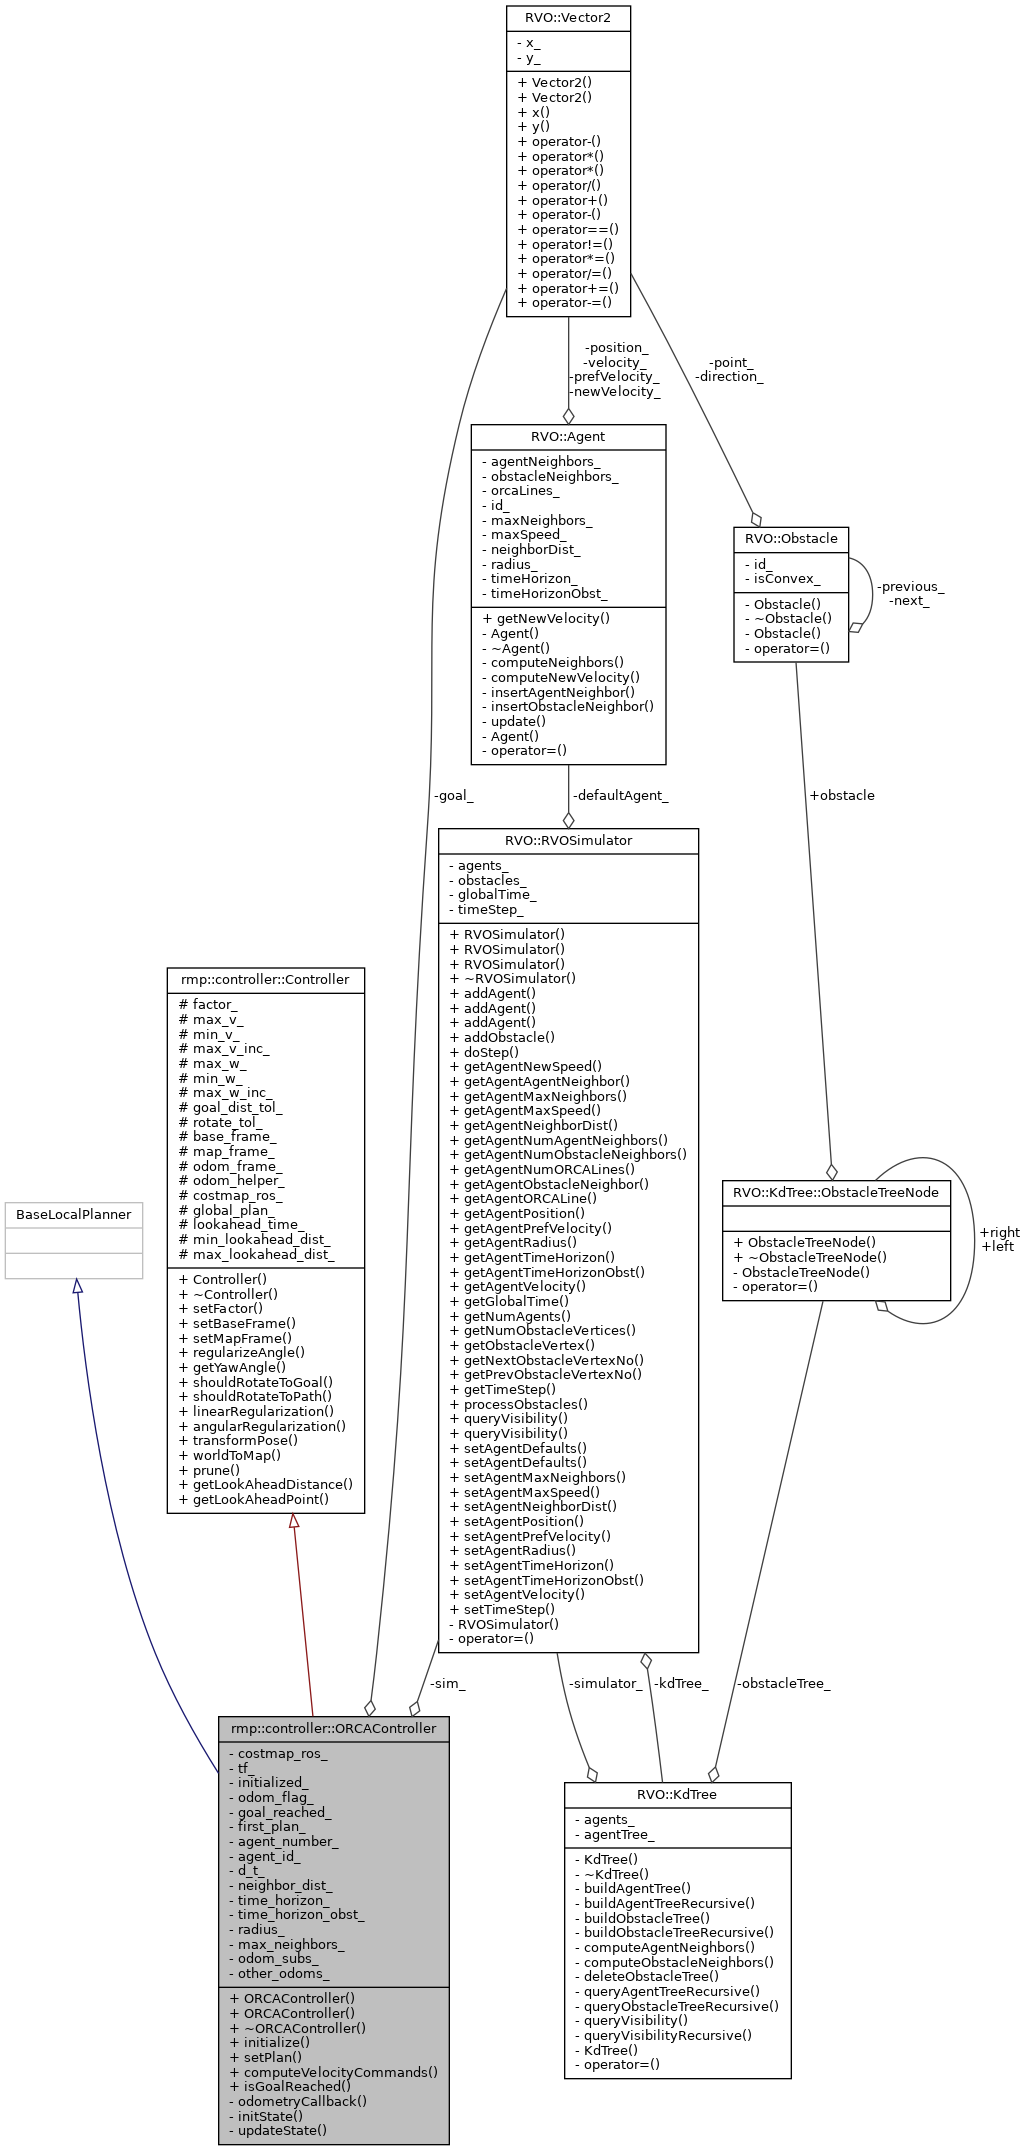 RVO::Vector2
- x_
- y_
+ Vector2()
+ Vector2()
+ x()
+ y()
+ operator-()
+ operator*()
+ operator*()
+ operator/()
+ operator+()
+ operator-()
+ operator==()
+ operator!=()
+ operator*=()
+ operator/=()
+ operator+=()
+ operator-=()
-position_
-velocity_
-prefVelocity_
-newVelocity_
-point_
-direction_
RVO::Agent
- agentNeighbors_
- obstacleNeighbors_
- orcaLines_
- id_
- maxNeighbors_
- maxSpeed_
- neighborDist_
- radius_
- timeHorizon_
- timeHorizonObst_
+ getNewVelocity()
- Agent()
- ~Agent()
- computeNeighbors()
- computeNewVelocity()
- insertAgentNeighbor()
- insertObstacleNeighbor()
- update()
- Agent()
- operator=()
RVO::Obstacle
- id_
- isConvex_
- Obstacle()
- ~Obstacle()
- Obstacle()
- operator=()
-previous_
-next_
-goal_
-defaultAgent_
+obstacle
RVO::RVOSimulator
- agents_
- obstacles_
- globalTime_
- timeStep_
+ RVOSimulator()
+ RVOSimulator()
+ RVOSimulator()
+ ~RVOSimulator()
+ addAgent()
+ addAgent()
+ addAgent()
+ addObstacle()
+ doStep()
+ getAgentNewSpeed()
+ getAgentAgentNeighbor()
+ getAgentMaxNeighbors()
+ getAgentMaxSpeed()
+ getAgentNeighborDist()
+ getAgentNumAgentNeighbors()
+ getAgentNumObstacleNeighbors()
+ getAgentNumORCALines()
+ getAgentObstacleNeighbor()
+ getAgentORCALine()
+ getAgentPosition()
+ getAgentPrefVelocity()
+ getAgentRadius()
+ getAgentTimeHorizon()
+ getAgentTimeHorizonObst()
+ getAgentVelocity()
+ getGlobalTime()
+ getNumAgents()
+ getNumObstacleVertices()
+ getObstacleVertex()
+ getNextObstacleVertexNo()
+ getPrevObstacleVertexNo()
+ getTimeStep()
+ processObstacles()
+ queryVisibility()
+ queryVisibility()
+ setAgentDefaults()
+ setAgentDefaults()
+ setAgentMaxNeighbors()
+ setAgentMaxSpeed()
+ setAgentNeighborDist()
+ setAgentPosition()
+ setAgentPrefVelocity()
+ setAgentRadius()
+ setAgentTimeHorizon()
+ setAgentTimeHorizonObst()
+ setAgentVelocity()
+ setTimeStep()
- RVOSimulator()
- operator=()
rmp::controller::Controller
# factor_
# max_v_
# min_v_
# max_v_inc_
# max_w_
# min_w_
# max_w_inc_
# goal_dist_tol_
# rotate_tol_
# base_frame_
# map_frame_
# odom_frame_
# odom_helper_
# costmap_ros_
# global_plan_
# lookahead_time_
# min_lookahead_dist_
# max_lookahead_dist_
+ Controller()
+ ~Controller()
+ setFactor()
+ setBaseFrame()
+ setMapFrame()
+ regularizeAngle()
+ getYawAngle()
+ shouldRotateToGoal()
+ shouldRotateToPath()
+ linearRegularization()
+ angularRegularization()
+ transformPose()
+ worldToMap()
+ prune()
+ getLookAheadDistance()
+ getLookAheadPoint()
BaseLocalPlanner
RVO::KdTree::ObstacleTreeNode
+ ObstacleTreeNode()
+ ~ObstacleTreeNode()
- ObstacleTreeNode()
- operator=()
+right
+left
-sim_
-simulator_
-kdTree_
-obstacleTree_
rmp::controller::ORCAController
- costmap_ros_
- tf_
- initialized_
- odom_flag_
- goal_reached_
- first_plan_
- agent_number_
- agent_id_
- d_t_
- neighbor_dist_
- time_horizon_
- time_horizon_obst_
- radius_
- max_neighbors_
- odom_subs_
- other_odoms_
+ ORCAController()
+ ORCAController()
+ ~ORCAController()
+ initialize()
+ setPlan()
+ computeVelocityCommands()
+ isGoalReached()
- odometryCallback()
- initState()
- updateState()
RVO::KdTree
- agents_
- agentTree_
- KdTree()
- ~KdTree()
- buildAgentTree()
- buildAgentTreeRecursive()
- buildObstacleTree()
- buildObstacleTreeRecursive()
- computeAgentNeighbors()
- computeObstacleNeighbors()
- deleteObstacleTree()
- queryAgentTreeRecursive()
- queryObstacleTreeRecursive()
- queryVisibility()
- queryVisibilityRecursive()
- KdTree()
- operator=()